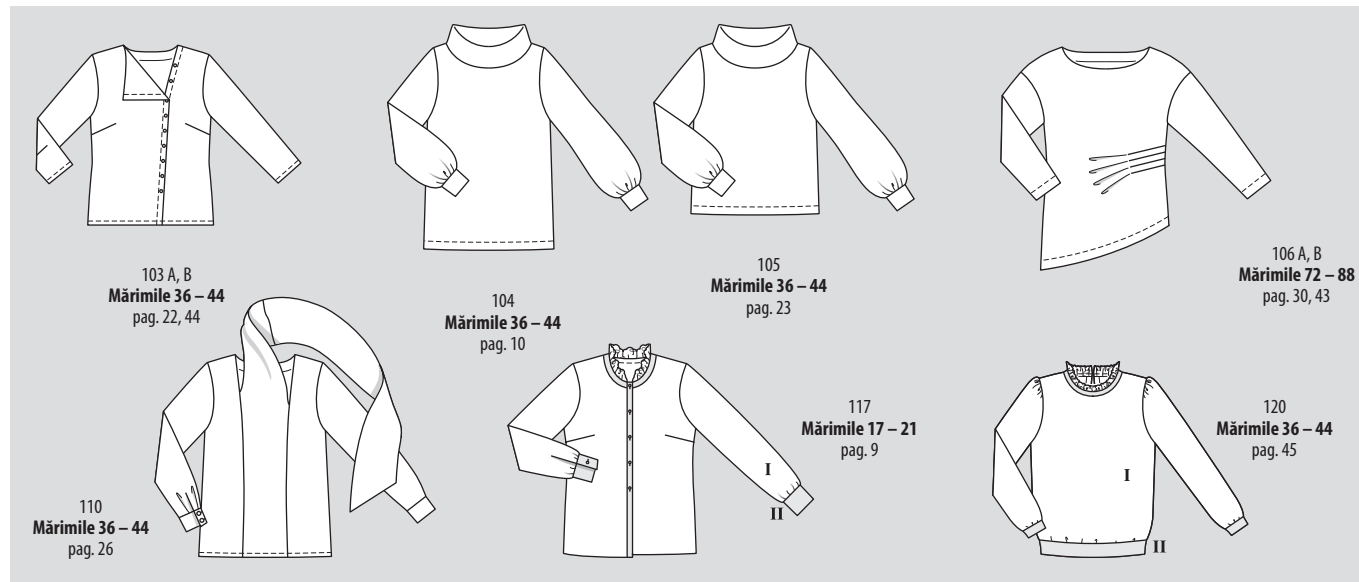 103 A, B
Mărimile 36 – 44
pag. 22, 44
104
Mărimile 36 – 44
pag. 10
105
Mărimile 36 – 44
pag. 23
106 A, B
Mărimile 72 – 88
pag. 30, 43
110
Mărimile 36 – 44
pag. 26
117
Mărimile 17 – 21
pag. 9
I
II
120
Mărimile 36 – 44
pag. 45
I
II